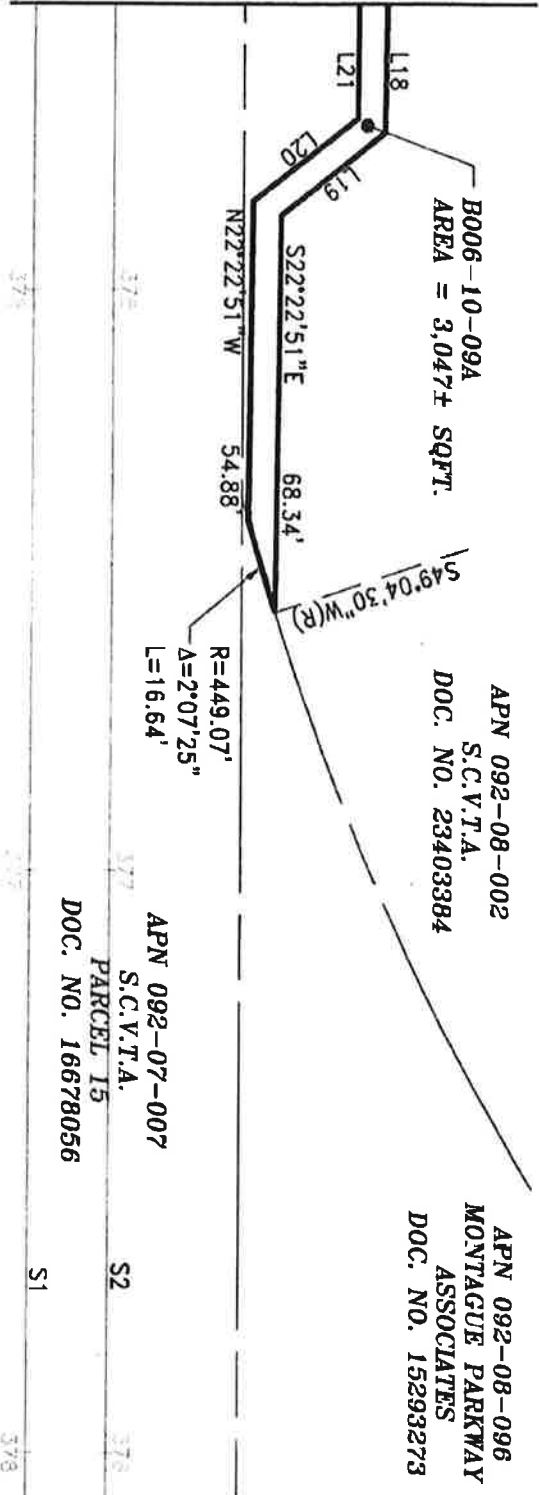 L18
L21
L19
L20
B006-10-09A
AREA = 3,047± SQFT.
S22°22'51"E
68.34'
N22°22'51"W
54.88'
S49°04'30"W(R)
R=449.07'
Δ=2°07'25"
L=16.64'
APN 092-08-002
S.C.V.T.A.
DOC. NO. 23403384
APN 092-07-007
S.C.V.T.A.
PARCEL 15
DOC. NO. 16678056
APN 092-08-096
MONTAGUE PARKWAY
ASSOCIATES
DOC. NO. 15293273
S2
S1
377
378